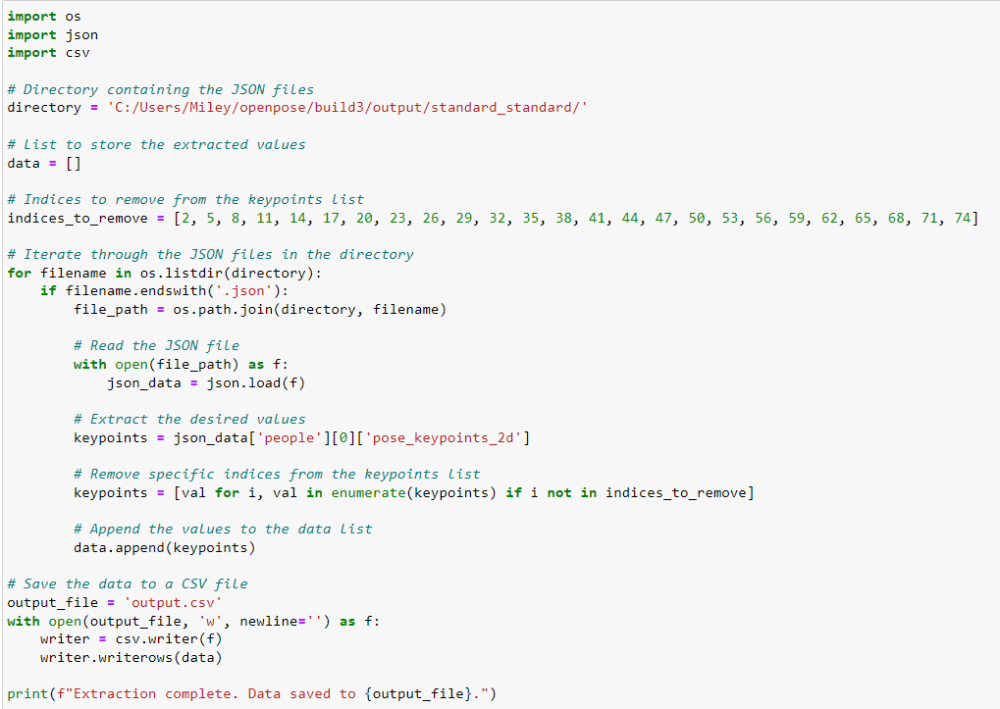 import os
import json
import csv

# Directory containing the JSON files
directory = 'C:/Users/Miley/openpose/build3/output/standard_standard/'

# List to store the extracted values
data = []

# Indices to remove from the keypoints list
indices_to_remove = [2, 5, 8, 11, 14, 17, 20, 23, 26, 29, 32, 35, 38, 41, 44, 47, 50, 53, 56, 59, 62, 65, 68, 71, 74]

# Iterate through the JSON files in the directory
for filename in os.listdir(directory):
    if filename.endswith('.json'):
        file_path = os.path.join(directory, filename)

        # Read the JSON file
        with open(file_path) as f:
            json_data = json.load(f)

        # Extract the desired values
        keypoints = json_data['people'][0]['pose_keypoints_2d']

        # Remove specific indices from the keypoints list
        keypoints = [val for i, val in enumerate(keypoints) if i not in indices_to_remove]

        # Append the values to the data list
        data.append(keypoints)

# Save the data to a CSV file
output_file = 'output.csv'
with open(output_file, 'w', newline='') as f:
    writer = csv.writer(f)
    writer.writerows(data)

print(f"Extraction complete. Data saved to {output_file}.")